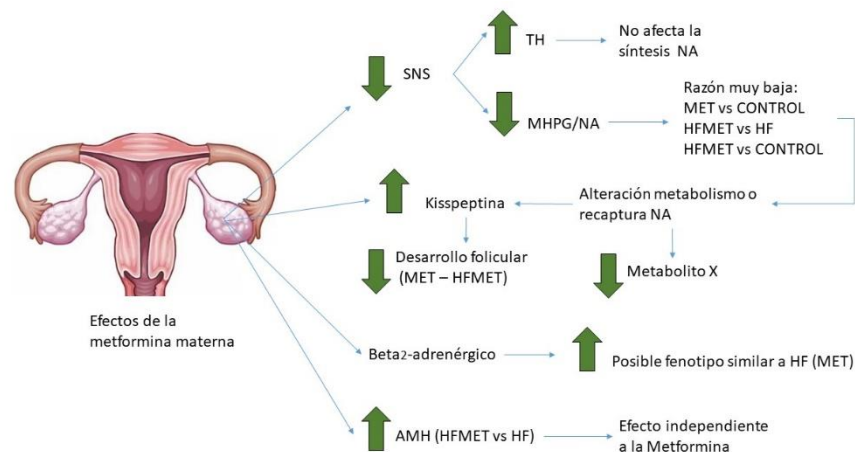 SNS
TH
No afecta la
síntesis NA
MHPG/NA
Razón muy baja:
MET vs CONTROL
HFMET vs HF
HFMET vs CONTROL
Kisspeptina
Alteración metabolismo o
recaptura NA
Desarrollo folicular
(MET – HFMET)
Metabolito X
Efectos de la
metformina materna
Beta2-adrenérgico
Posible fenotipo similar a HF (MET)
AMH (HFMET vs HF)
Efecto independiente
a la Metformina